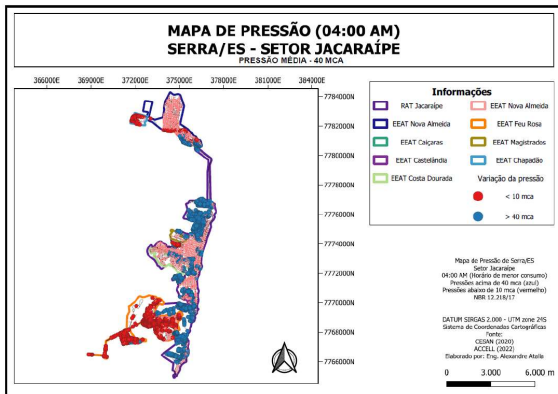 MAPA DE PRESSÃO (04:00 AM)
SERRA/ES - SETOR JACARAÍPE
PRESSÃO MÉDIA - 40 MCA
366000E 369000E 372000E 375000E 378000E 381000E 384000E
7784000N
7782000N
7780000N
7778000N
7776000N
7774000N
7772000N
7770000N
7768000N
7766000N
Informações
RAT Jacaraípe EEAT Nova Almeida
EEAT Nova Almeida EEAT Feu Rosa
EEAT Caiçaras EEAT Magistrados
EEAT Castelândia EEAT Chapadão
EEAT Costa Dourada Variação da pressão
< 10 mca
> 40 mca
Mapa de Pressão de Serra/ES
Setor Jacaraípe
04:00 AM (Horário de menor consumo)
Pressões acima de 40 mca (azul)
Pressões abaixo de 10 mca (vermelho)
NBR 12.218/17
DATUM SIRGAS 2.000 - UTM zone 24S
Sistema de Coordenadas Cartográficas
Fonte:
CESAN (2020)
ACCELL (2022)
Elaborado por: Eng. Alexandre Atalla
0 3.000 6.000 m